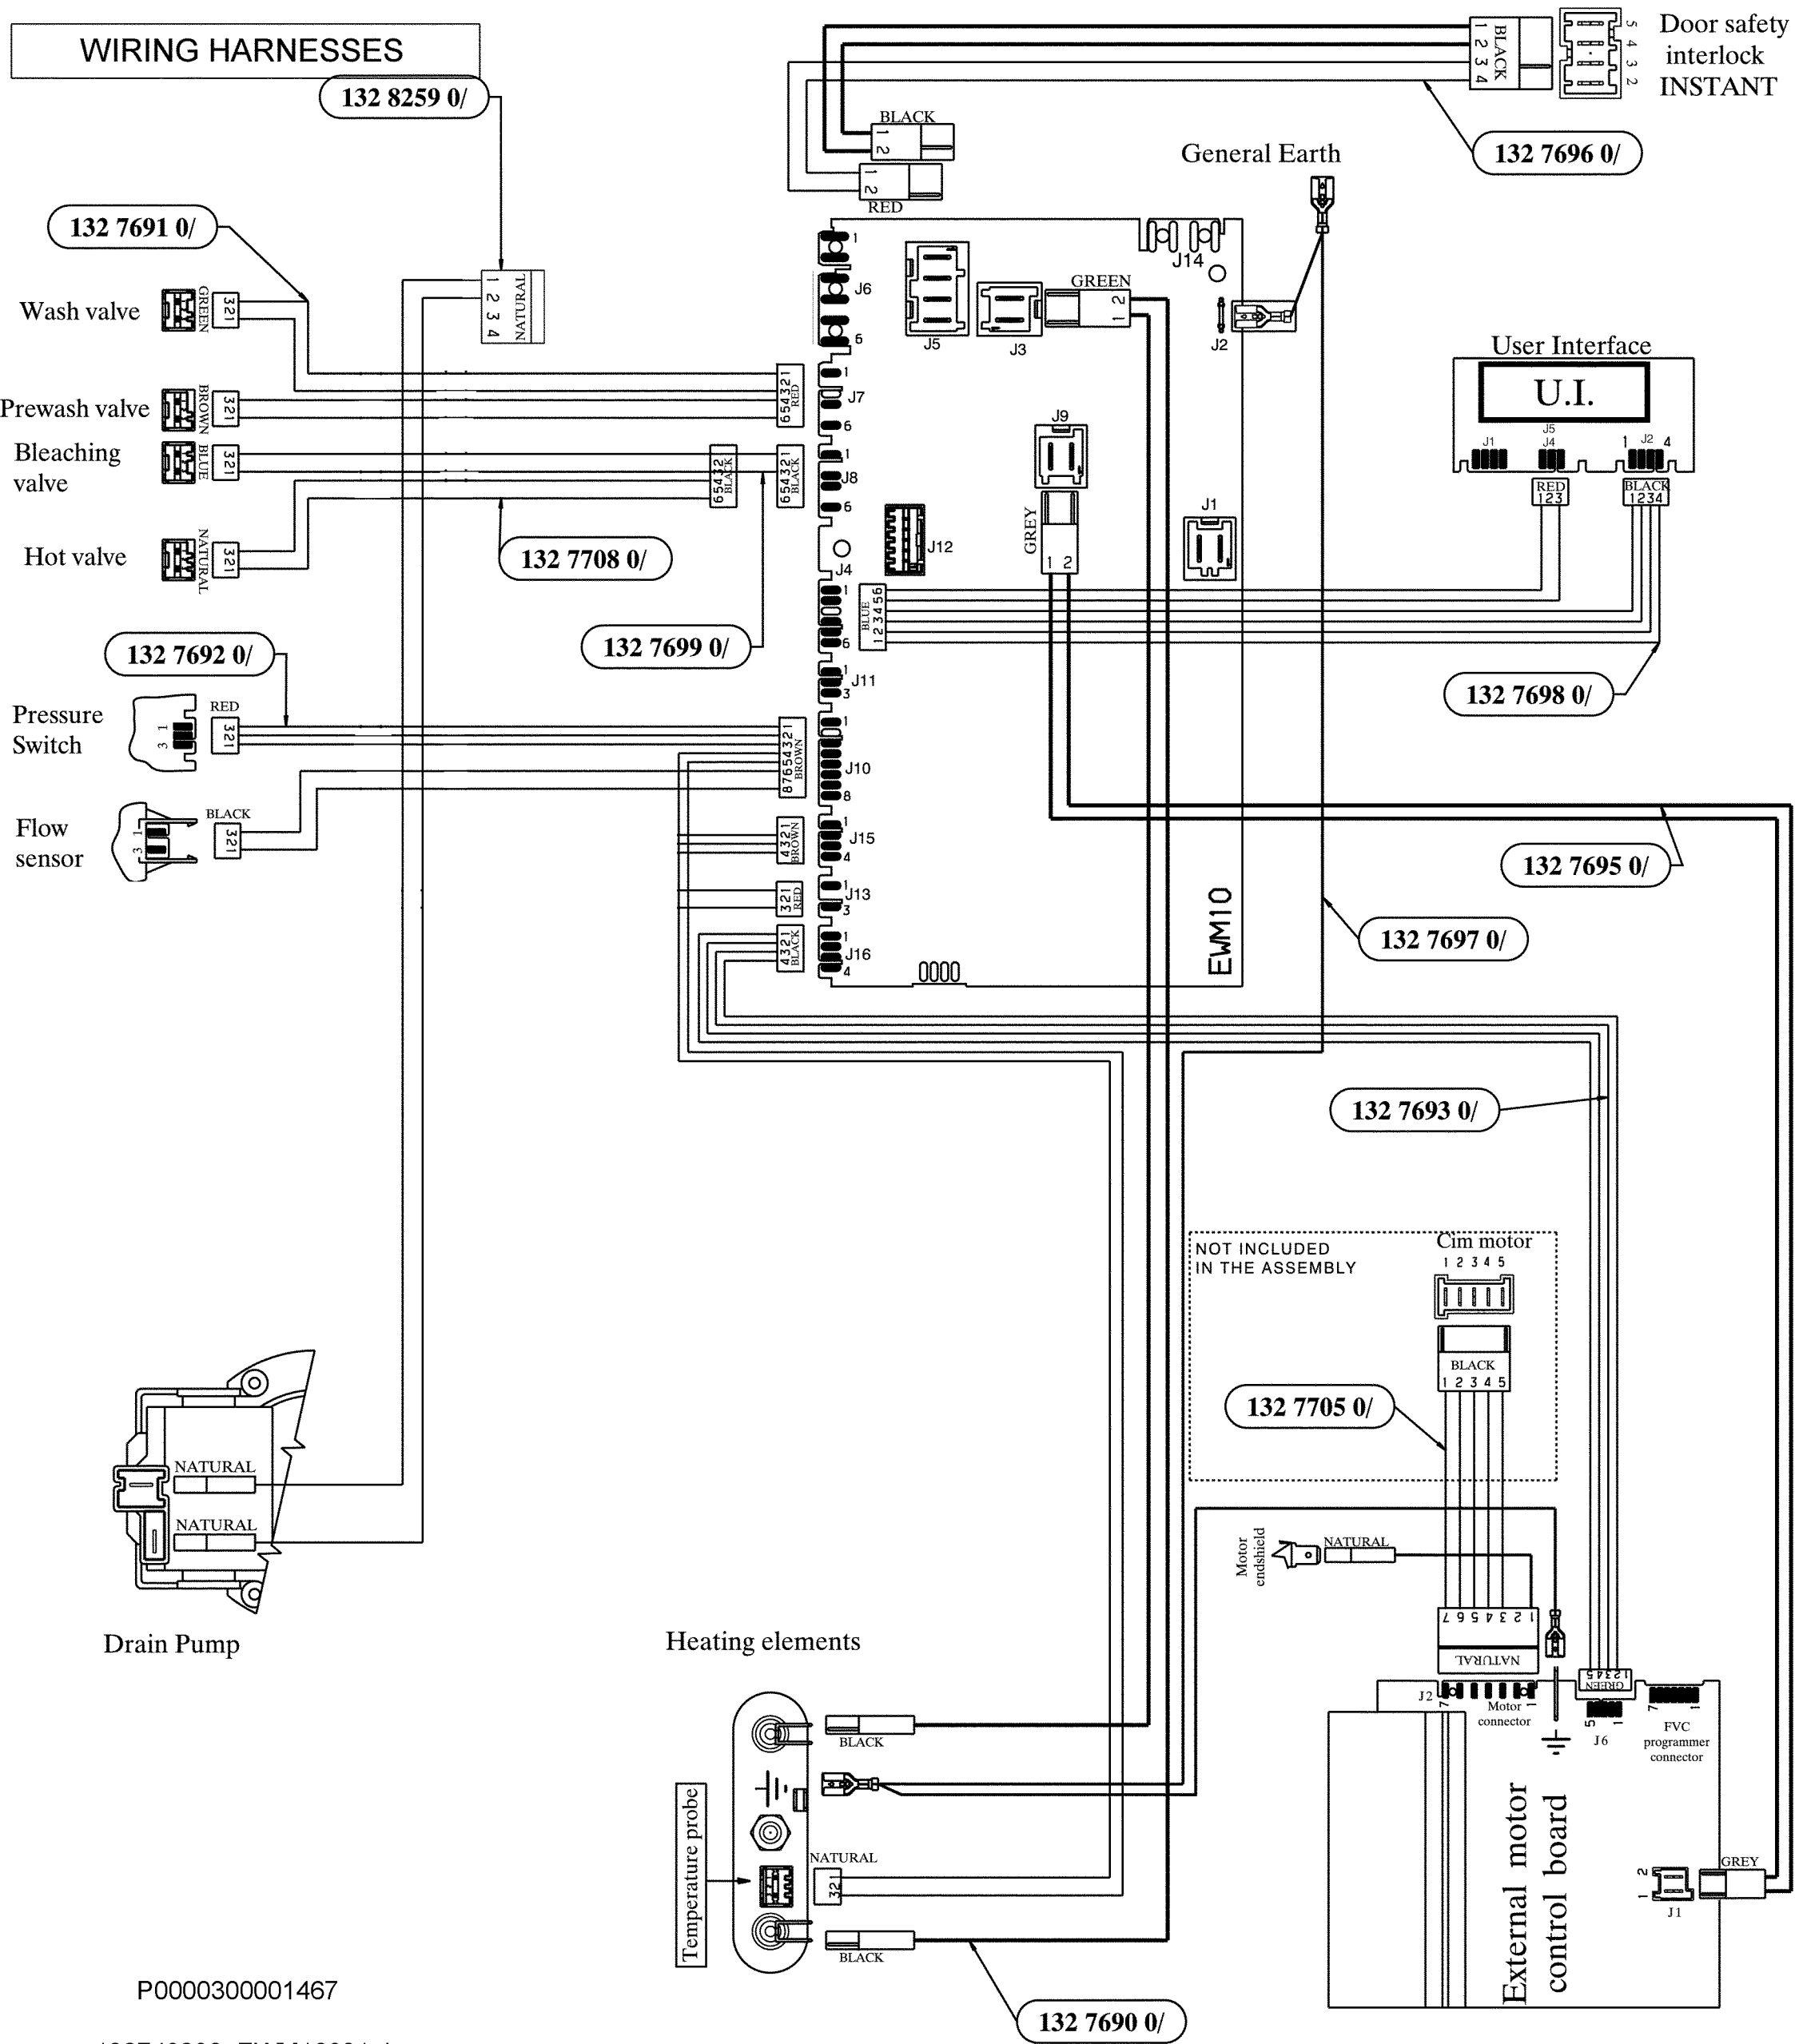 WIRING HARNESSES
132 8259 0/
BLACK
1 2 3 4
5 4 3 2
Door safety
interlock
INSTANT
132 7696 0/
BLACK
1 2
1 2
RED
General Earth
132 7691 0/
Wash valve
GREEN
321
1 2 3 4
NATURAL
Prewash valve
BROWN
321
654321
RED
Bleaching
valve
BLUE
321
65432
BLACK
654321
BLACK
Hot valve
NATURAL
321
132 7708 0/
132 7699 0/
1
J6
6
J5
J3
GREEN
1 2
J14
J2
1
J7
6
1
J8
6
J9
GREY
1 2
J12
J1
J4
1
6
BLUE
123456
User Interface
U.I.
J1
J5
J4
1 J2 4
RED
123
BLACK
1234
132 7698 0/
132 7692 0/
Pressure
Switch
1
3
RED
321
Flow
sensor
1
3
BLACK
321
87654321
BROWN
1
J11
3
1
J10
8
4321
BROWN
1
J15
4
321
RED
1
J13
3
4321
BLACK
1
J16
4
EWM10
132 7695 0/
132 7697 0/
132 7693 0/
NOT INCLUDED
IN THE ASSEMBLY
Cim motor
1 2 3 4 5
BLACK
1 2 3 4 5
132 7705 0/
NATURAL
NATURAL
Drain Pump
Motor
endshield
NATURAL
7 6 5 4 3 2 1
NATURAL
J2
7
1
Motor
connector
54321
GREEN
5 1
J6
7 1
FVC
programmer
connector
Heating elements
BLACK
Temperature probe
NATURAL
321
BLACK
External motor
control board
1 2
J1
GREY
132 7690 0/
P0000300001467